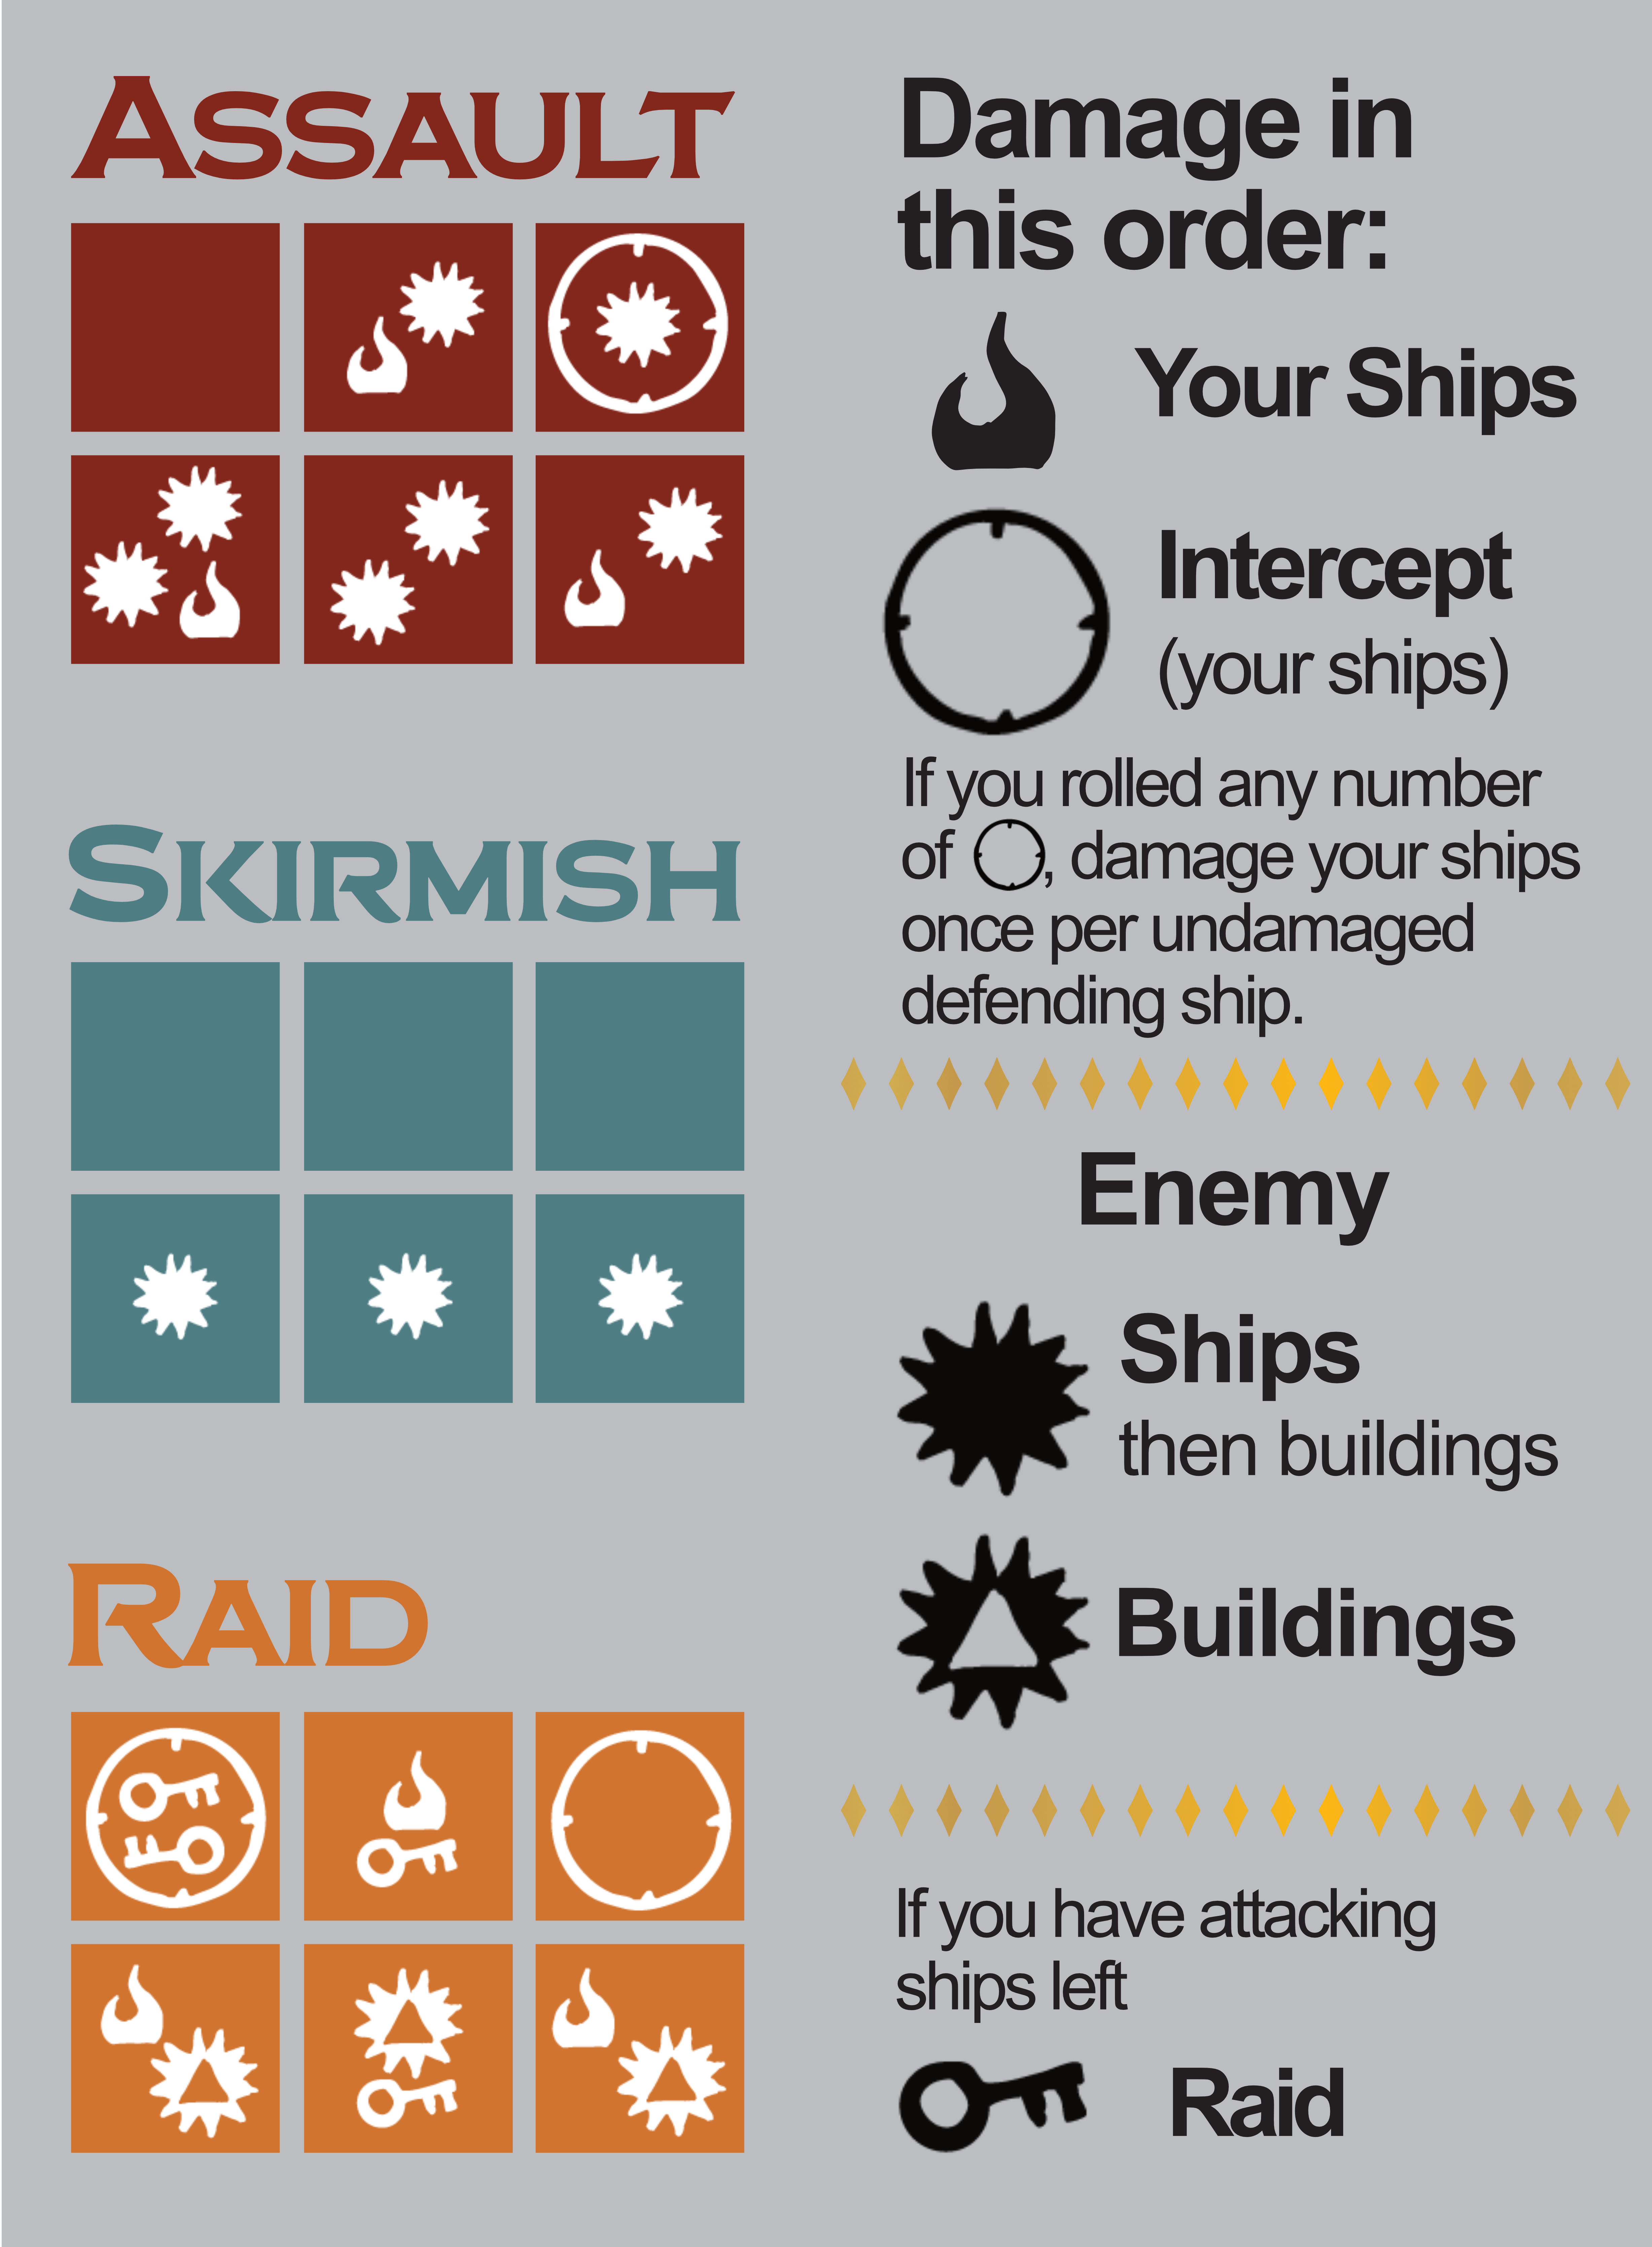 ASSAULT
SKIRMISH
RAID
Damage in
this order:
Your Ships
Intercept
(your ships)
If you rolled any number
of , damage your ships
once per undamaged
defending ship.
Enemy
Ships
then buildings
Buildings
If you have attacking
ships left
Raid